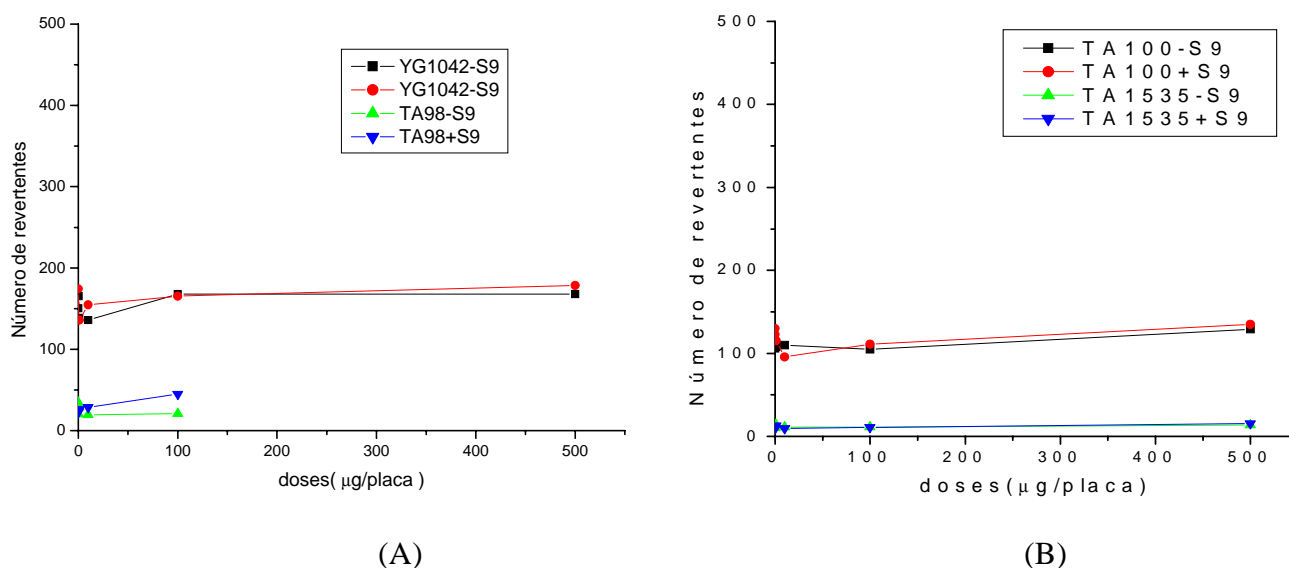 500
400
300
200
100
0
Número de revertentes
YG1042-S9
YG1042-S9
TA98-S9
TA98+S9
0 100 200 300 400 500
doses( μg/placa )
(A)
500
400
300
200
100
0
Número de revertentes
TA100-S9
TA100+S9
TA1535-S9
TA1535+S9
0 100 200 300 400 500
doses(μg/placa)
(B)